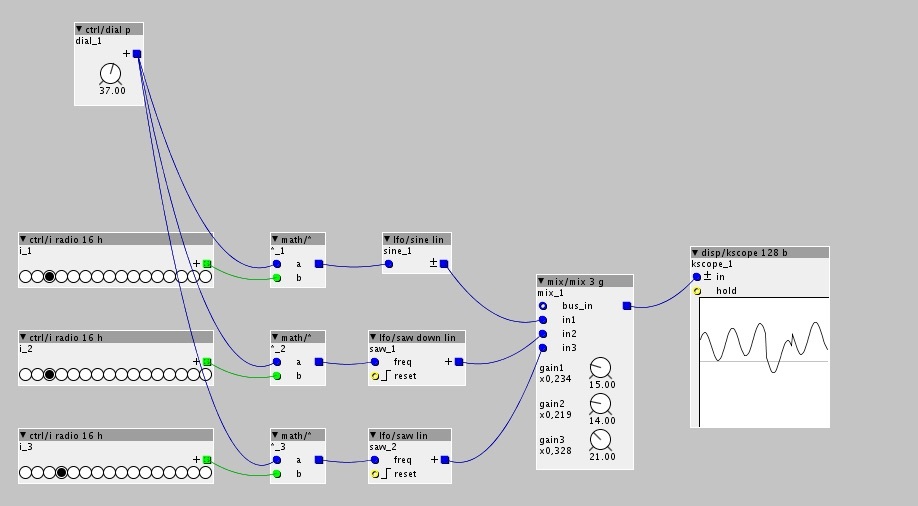 ctrl/dial p
dial_1
+
37.00
ctrl/i radio 16 h
i_1
+
math/*
*_1
a
b
lfo/sine lin
sine_1
±
ctrl/i radio 16 h
i_2
+
math/*
*_2
a
b
lfo/saw down lin
saw_1
freq +
reset
ctrl/i radio 16 h
i_3
+
math/*
*_3
a
b
lfo/saw lin
saw_2
freq +
reset
mix/mix 3 g
mix_1
bus_in
in1
in2
in3
gain1
x0,234
15.00
gain2
x0,219
14.00
gain3
x0,328
21.00
disp/kscope 128 b
kscope_1
± in
hold